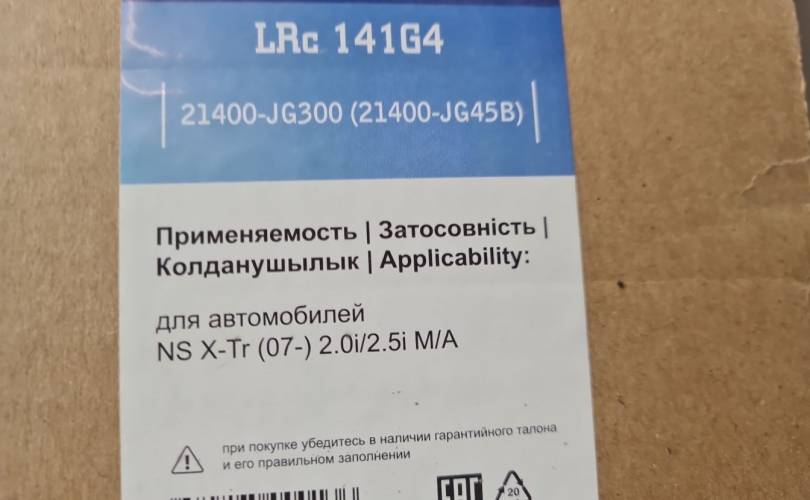 LRc 141G4
21400-JG300 (21400-JG45B)
Применяемость | Затосовність |
Колданушылык | Applicability:
для автомобилей
NS X-Tr (07-) 2.0i/2.5i M/A
при покупке убедитесь в наличии гарантийного талона
и его правильном заполнении
EAC
20